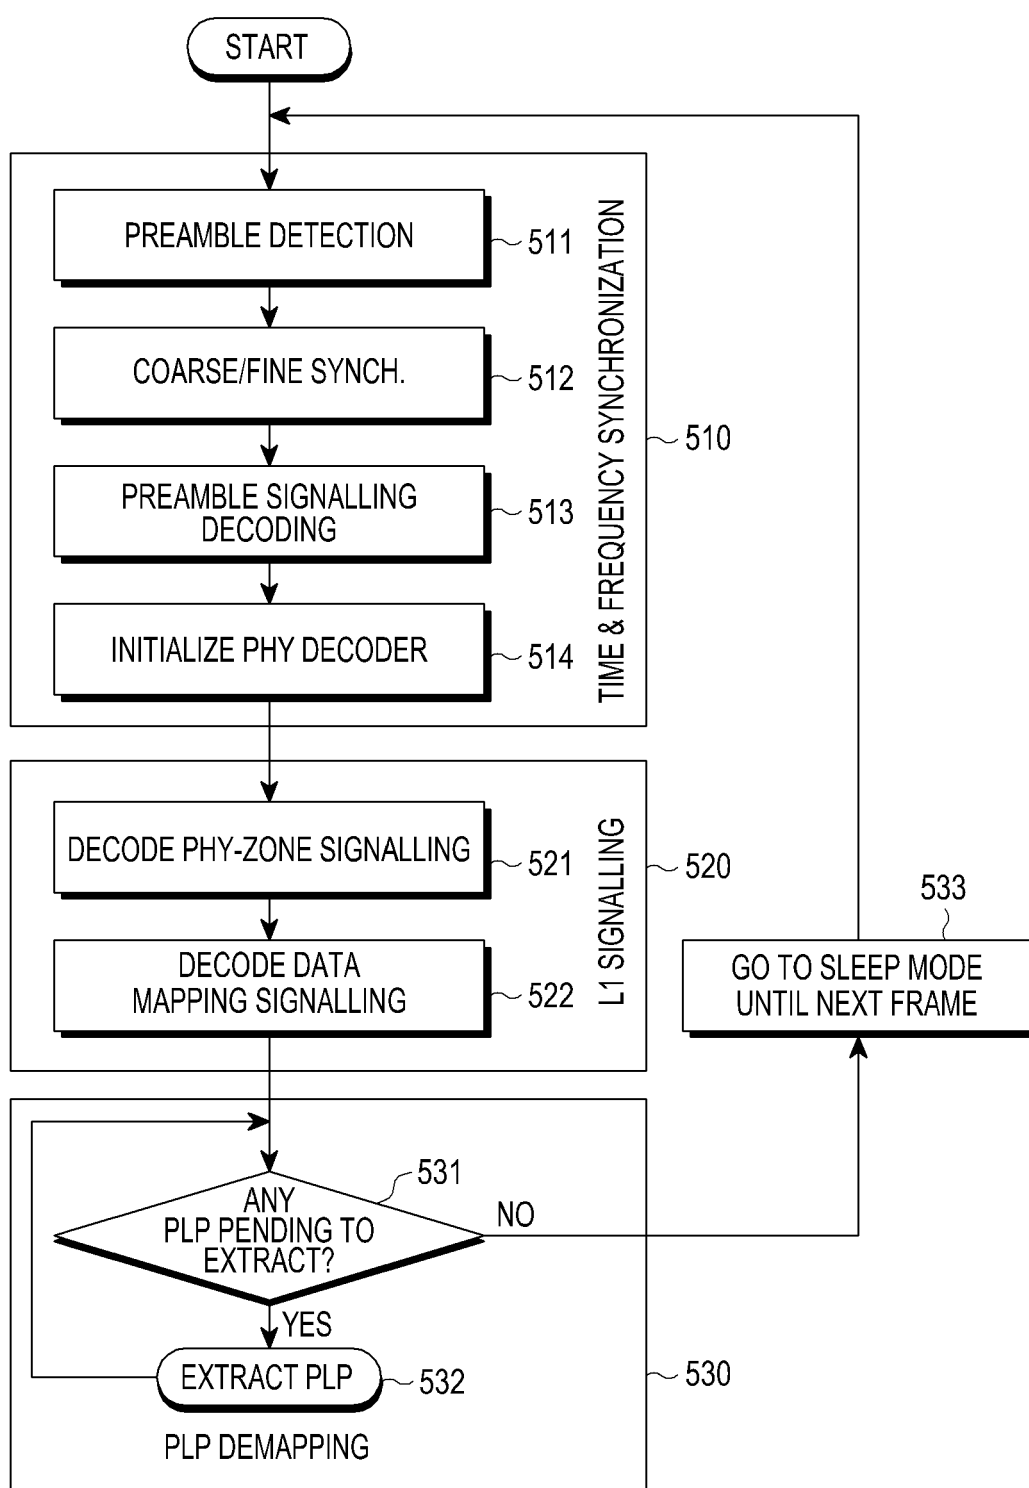 START
PREAMBLE DETECTION
511
COARSE/FINE SYNCH.
512
PREAMBLE SIGNALLING
DECODING
513
INITIALIZE PHY DECODER
514
TIME & FREQUENCY SYNCHRONIZATION
510
DECODE PHY-ZONE SIGNALLING
521
DECODE DATA
MAPPING SIGNALLING
522
L1 SIGNALLING
520
533
GO TO SLEEP MODE
UNTIL NEXT FRAME
531
ANY
PLP PENDING TO
EXTRACT?
NO
YES
EXTRACT PLP
532
530
PLP DEMAPPING